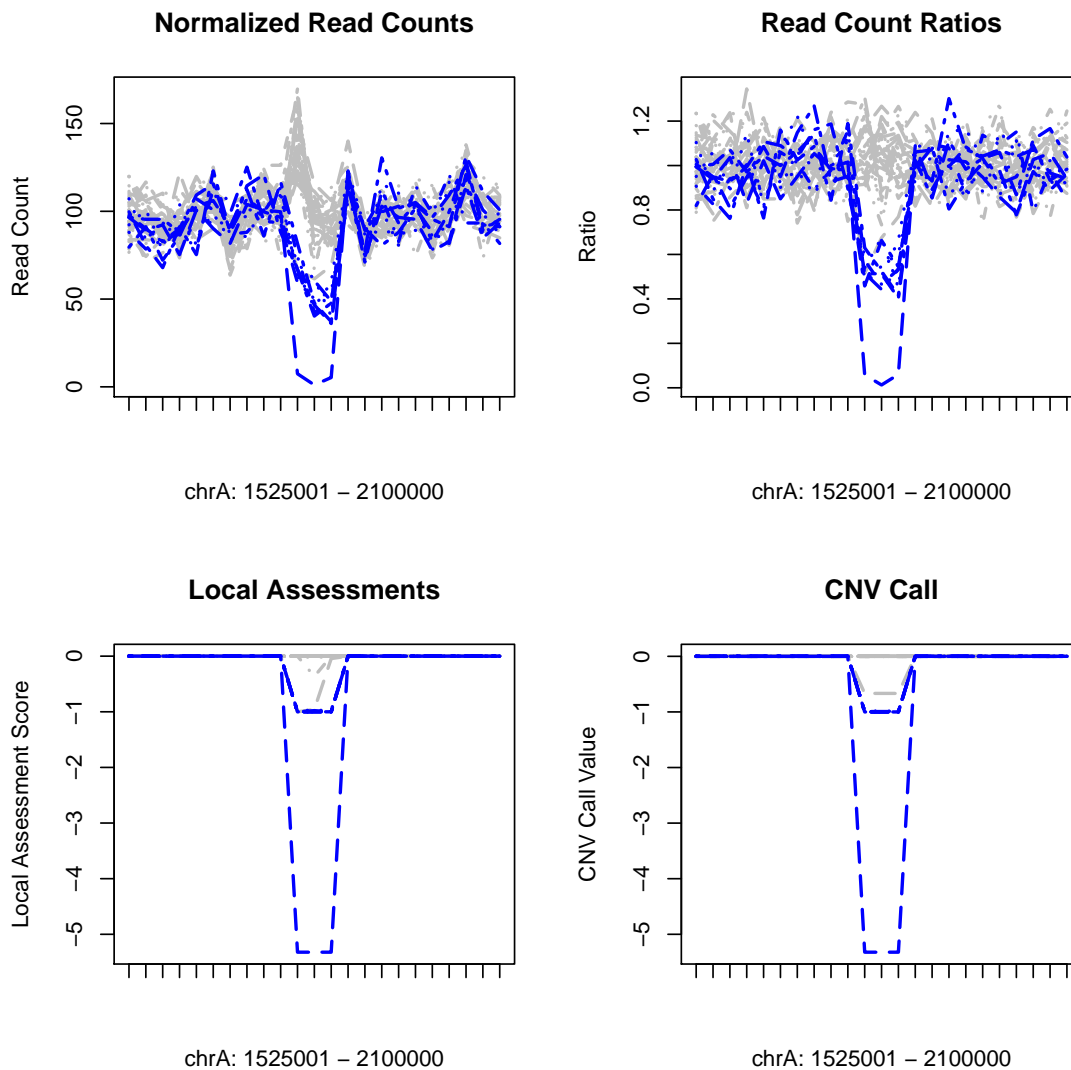 Normalized Read Counts
Read Count
150
100
50
0
chrA: 1525001 – 2100000
Read Count Ratios
Ratio
1.2
0.8
0.4
0.0
chrA: 1525001 – 2100000
Local Assessments
Local Assessment Score
0
−1
−2
−3
−4
−5
chrA: 1525001 – 2100000
CNV Call
CNV Call Value
0
−1
−2
−3
−4
−5
chrA: 1525001 – 2100000